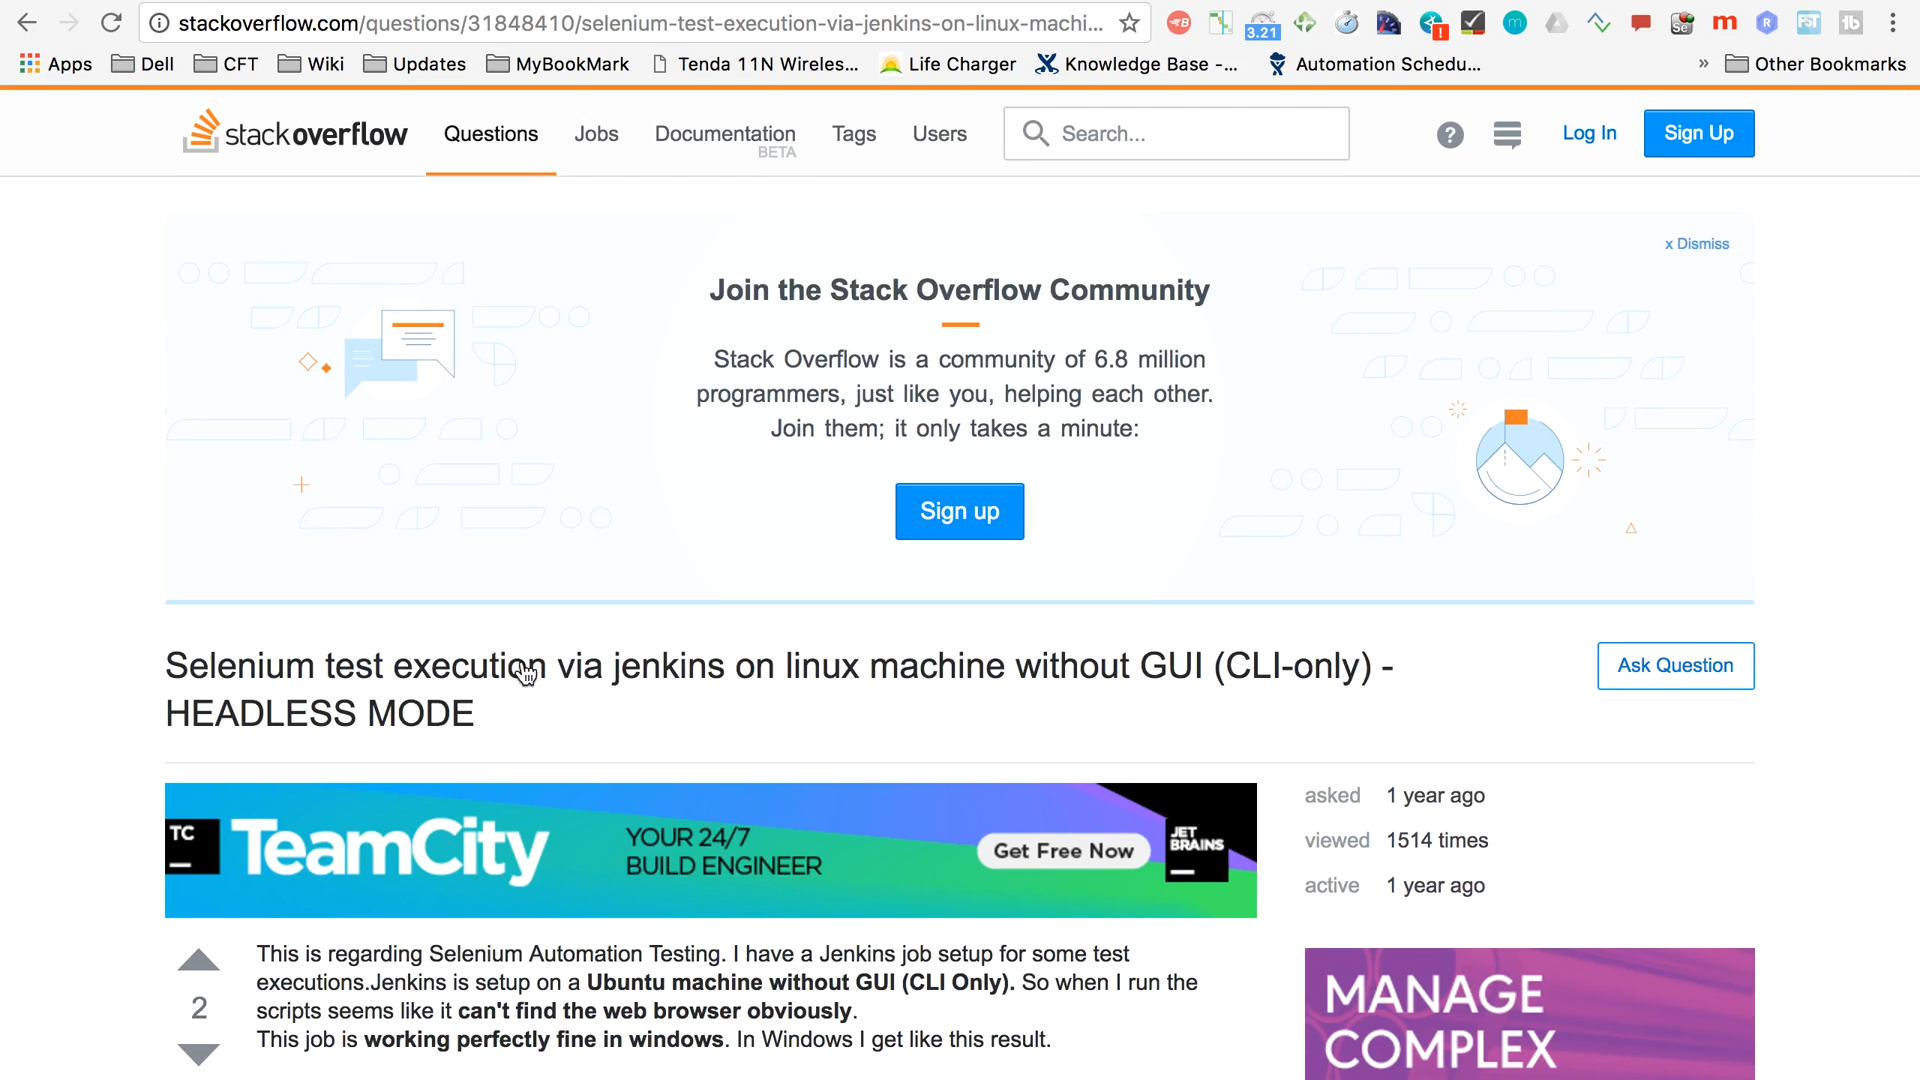 stackoverflow.com/questions/31848410/selenium-test-execution-via-jenkins-on-linux-machi...
3.21
Apps Dell CFT Wiki Updates MyBookMark Tenda 11N Wireles... Life Charger Knowledge Base -... Automation Schedu... » Other Bookmarks
stackoverflow Questions Jobs Documentation Tags Users Search... ? Log In Sign Up
BETA
x Dismiss
Join the Stack Overflow Community
Stack Overflow is a community of 6.8 million
programmers, just like you, helping each other.
Join them; it only takes a minute:
Sign up
Selenium test execution via jenkins on linux machine without GUI (CLI-only) -
HEADLESS MODE
Ask Question
TC
TeamCity
YOUR 24/7
BUILD ENGINEER
Get Free Now
JET
BRAINS
asked 1 year ago
viewed 1514 times
active 1 year ago
2
This is regarding Selenium Automation Testing. I have a Jenkins job setup for some test
executions.Jenkins is setup on a Ubuntu machine without GUI (CLI Only). So when I run the
scripts seems like it can't find the web browser obviously.
This job is working perfectly fine in windows. In Windows I get like this result.
MANAGE
COMPLEX